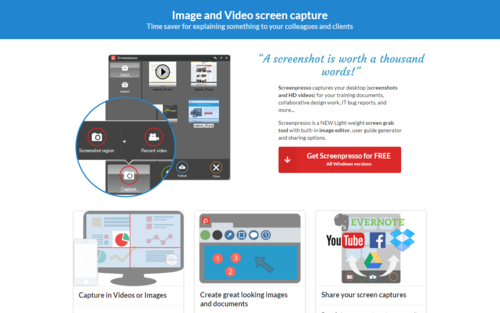 Image and Video screen capture
Time saver for explaining something to your colleagues and clients
“A screenshot is worth a thousand
words!”
Screenpresso captures your desktop (screenshots
and HD videos) for your training documents,
collaborative design work, IT bug reports, and
more...
Screenpresso is a NEW Light-weight screen grab
tool with built-in image editor, user guide generator
and sharing options.
Get Screenpresso for FREE
All Windows versions
Screenpresso
Screenshot region
Record video
Capture
Publish
Close
Capture in Videos or Images
1
2
3
Create great looking images
and documents
EVERNOTE
YouTube
f
Share your screen captures